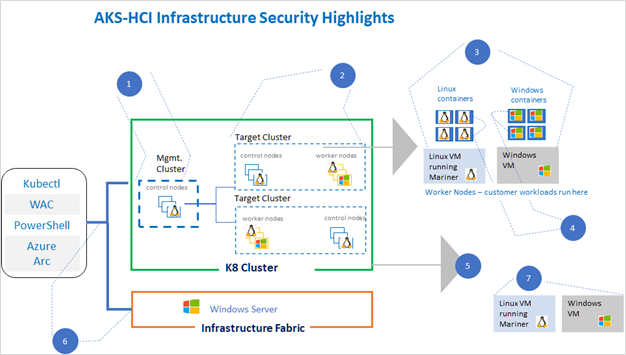 AKS-HCI Infrastructure Security Highlights
1
2
3
Linux
containers
Windows
containers
Linux VM
running
Mariner
Windows
VM
Worker Nodes – customer workloads run here
4
Target Cluster
control nodes
worker nodes
Mgmt.
Cluster
control nodes
Target Cluster
worker nodes
control nodes
K8 Cluster
Kubectl
WAC
PowerShell
Azure
Arc
5
6
Windows Server
Infrastructure Fabric
7
Linux VM
running
Mariner
Windows
VM